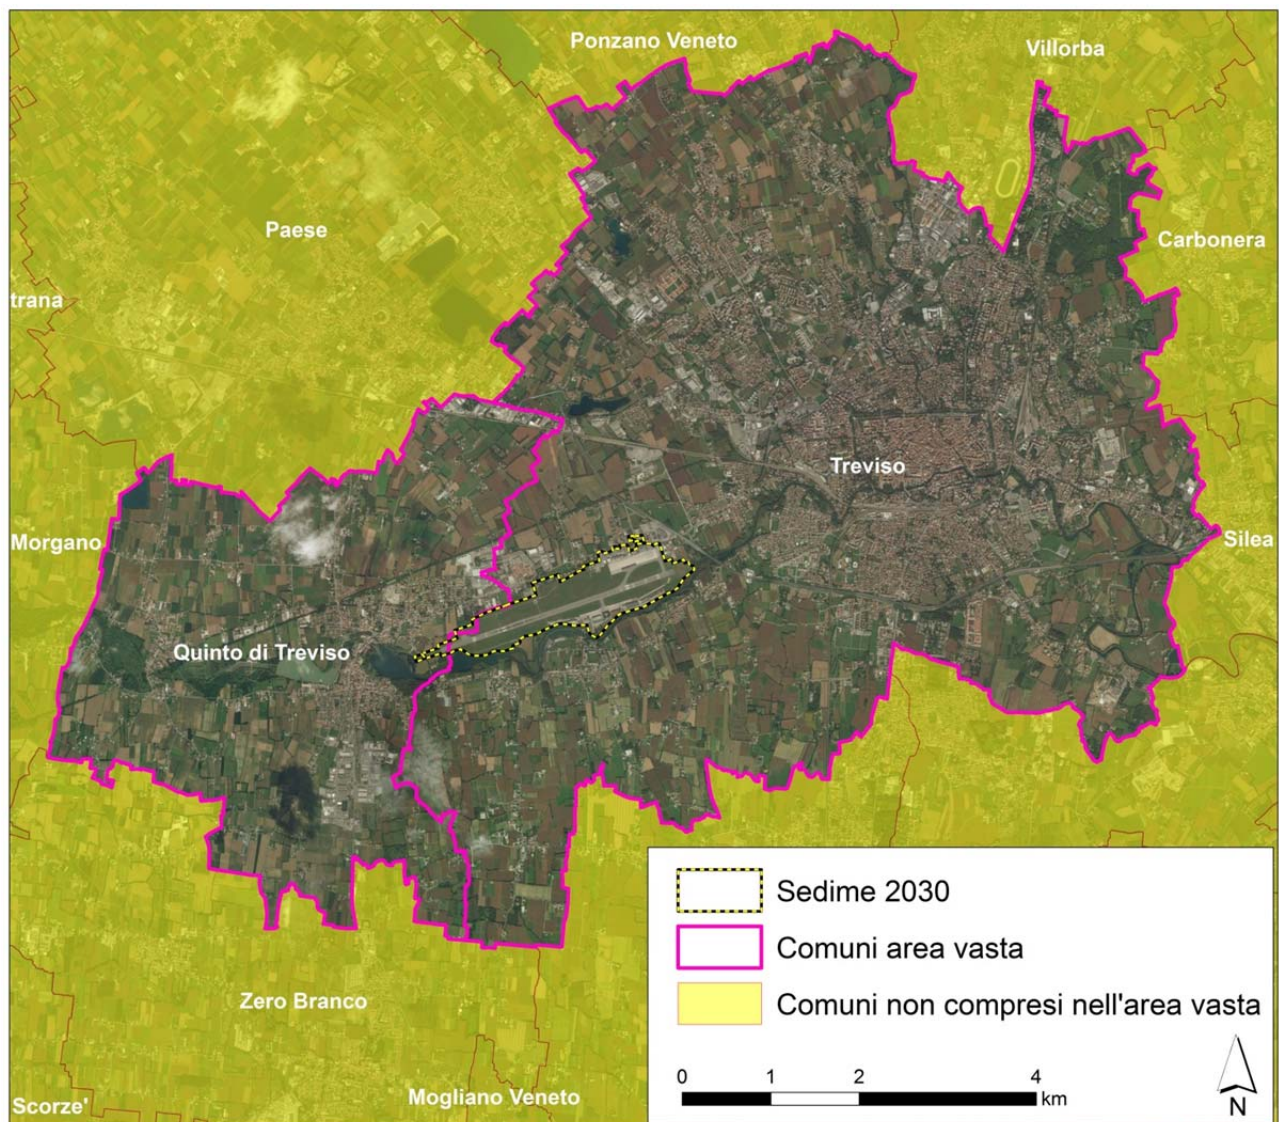 Ponzano Veneto
Villorba
Paese
Carbonera
trana
Treviso
Morgano
Silea
Quinto di Treviso
Zero Branco
Mogliano Veneto
Scorze'
Sedime 2030
Comuni area vasta
Comuni non compresi nell'area vasta
0 1 2 4
km
N